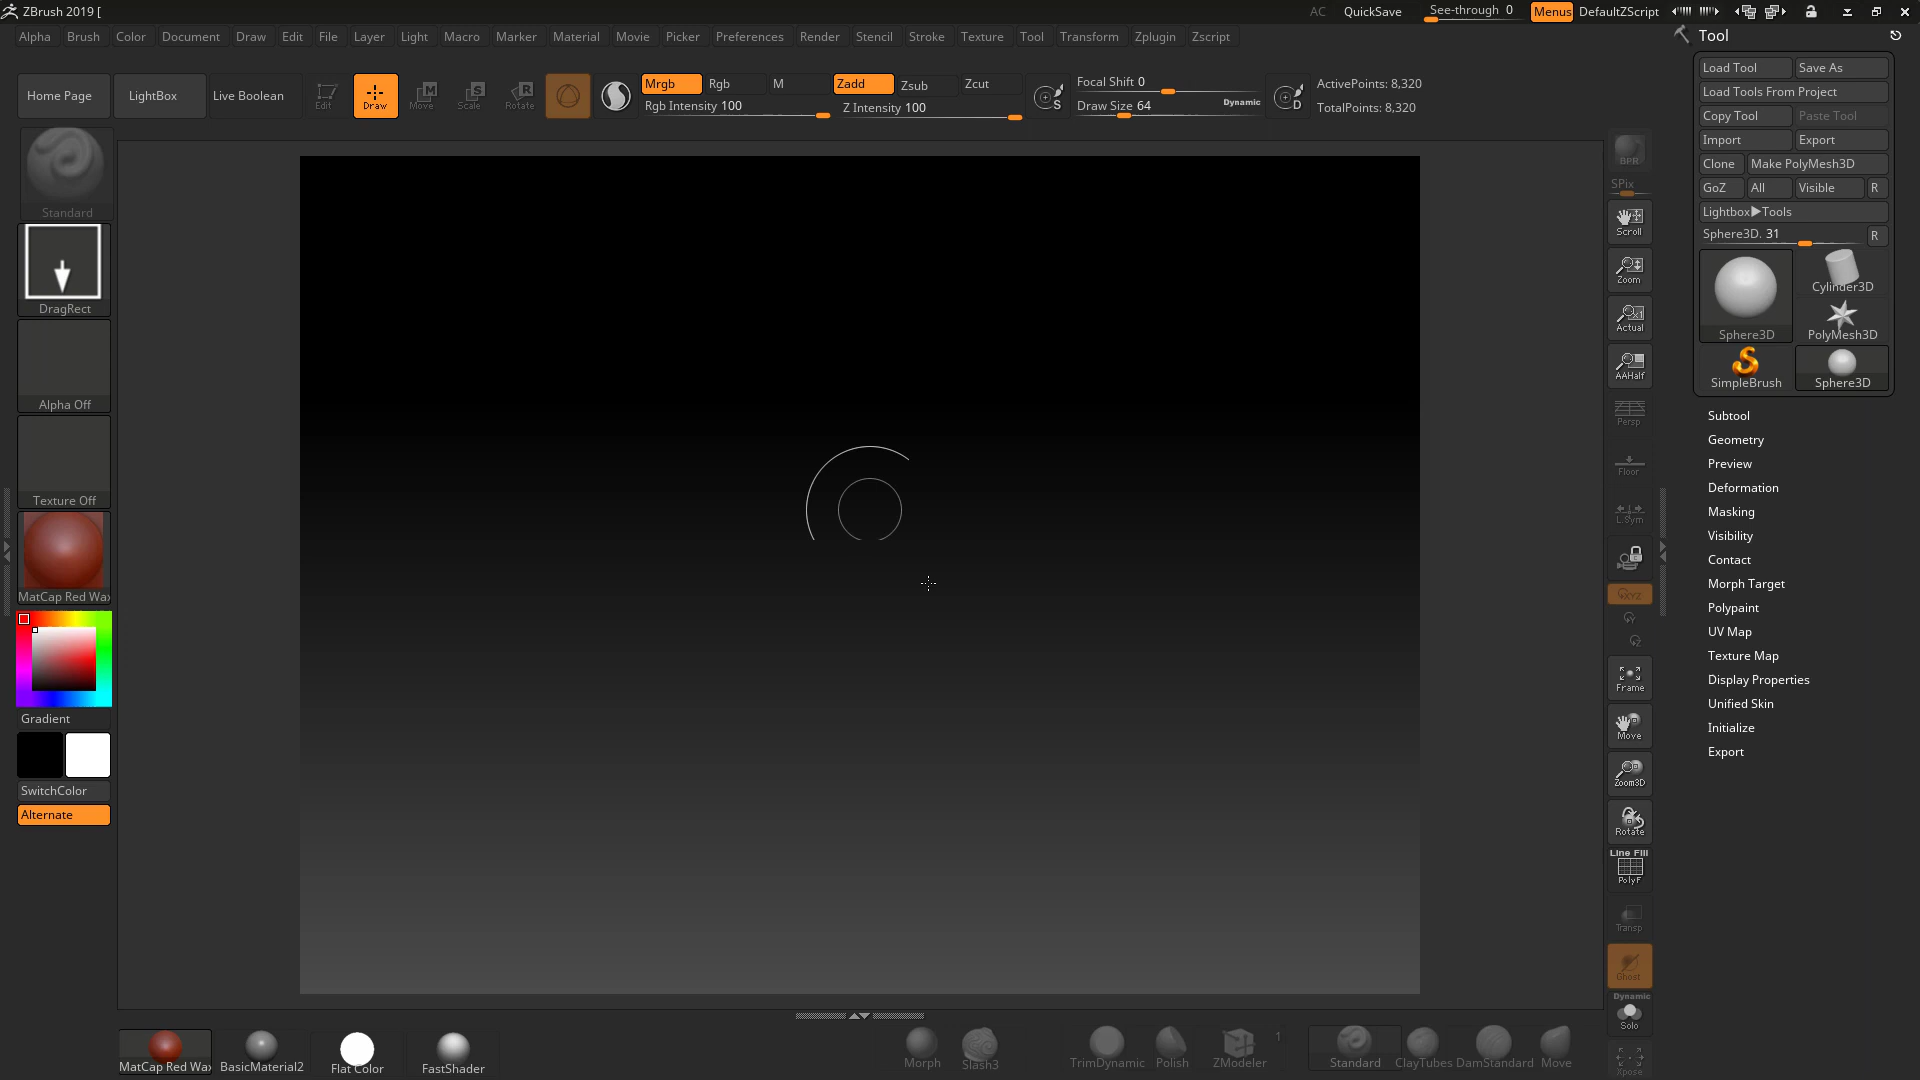 ZBrush 2019 [
AC QuickSave See-through 0 Menus DefaultZScript
Alpha Brush Color Document Draw Edit File Layer Light Macro Marker Material Movie Picker Preferences Render Stencil Stroke Texture Tool Transform Zplugin Zscript
Home Page LightBox Live Boolean Edit Draw Move Scale Rotate
Mrgb Rgb M Zadd Zsub Zcut
Rgb Intensity 100 Z Intensity 100
Focal Shift 0
Draw Size 64 Dynamic
ActivePoints: 8,320
TotalPoints: 8,320
Standard
DragRect
Alpha Off
Texture Off
MatCap Red Wax
Gradient
SwitchColor
Alternate
BPR
SPix
Scroll
Zoom
Actual
AAHalf
Persp
Floor
L.Sym
XYZ
Frame
Move
Zoom3D
Rotate
Line Fill
PolyF
Transp
Ghost
Dynamic
Solo
Xpose
Tool
Load Tool Save As
Load Tools From Project
Copy Tool Paste Tool
Import Export
Clone Make PolyMesh3D
GoZ All Visible R
Lightbox▶Tools
Sphere3D. 31 R
Sphere3D Cylinder3D
PolyMesh3D
SimpleBrush Sphere3D
Subtool
Geometry
Preview
Deformation
Masking
Visibility
Contact
Morph Target
Polypaint
UV Map
Texture Map
Display Properties
Unified Skin
Initialize
Export
MatCap Red Wax BasicMaterial2 Flat Color FastShader
Morph Slash3 TrimDynamic Polish ZModeler 1 Standard ClayTubes DamStandard Move